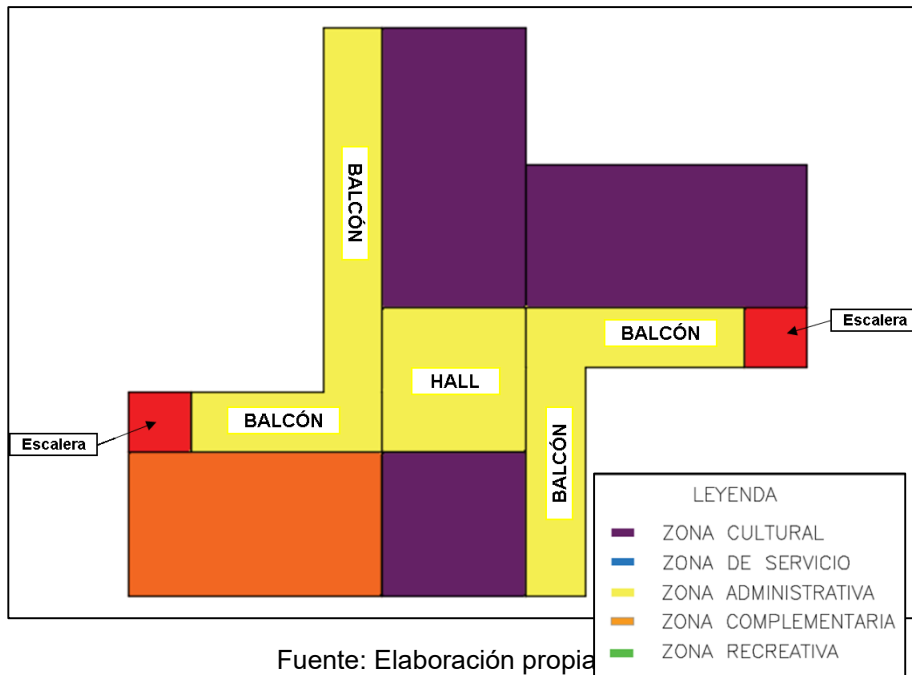 BALCÓN
Escalera
BALCÓN
HALL
BALCÓN
Escalera
BALCÓN
LEYENDA
ZONA CULTURAL
ZONA DE SERVICIO
ZONA ADMINISTRATIVA
ZONA COMPLEMENTARIA
ZONA RECREATIVA
Fuente: Elaboración propia